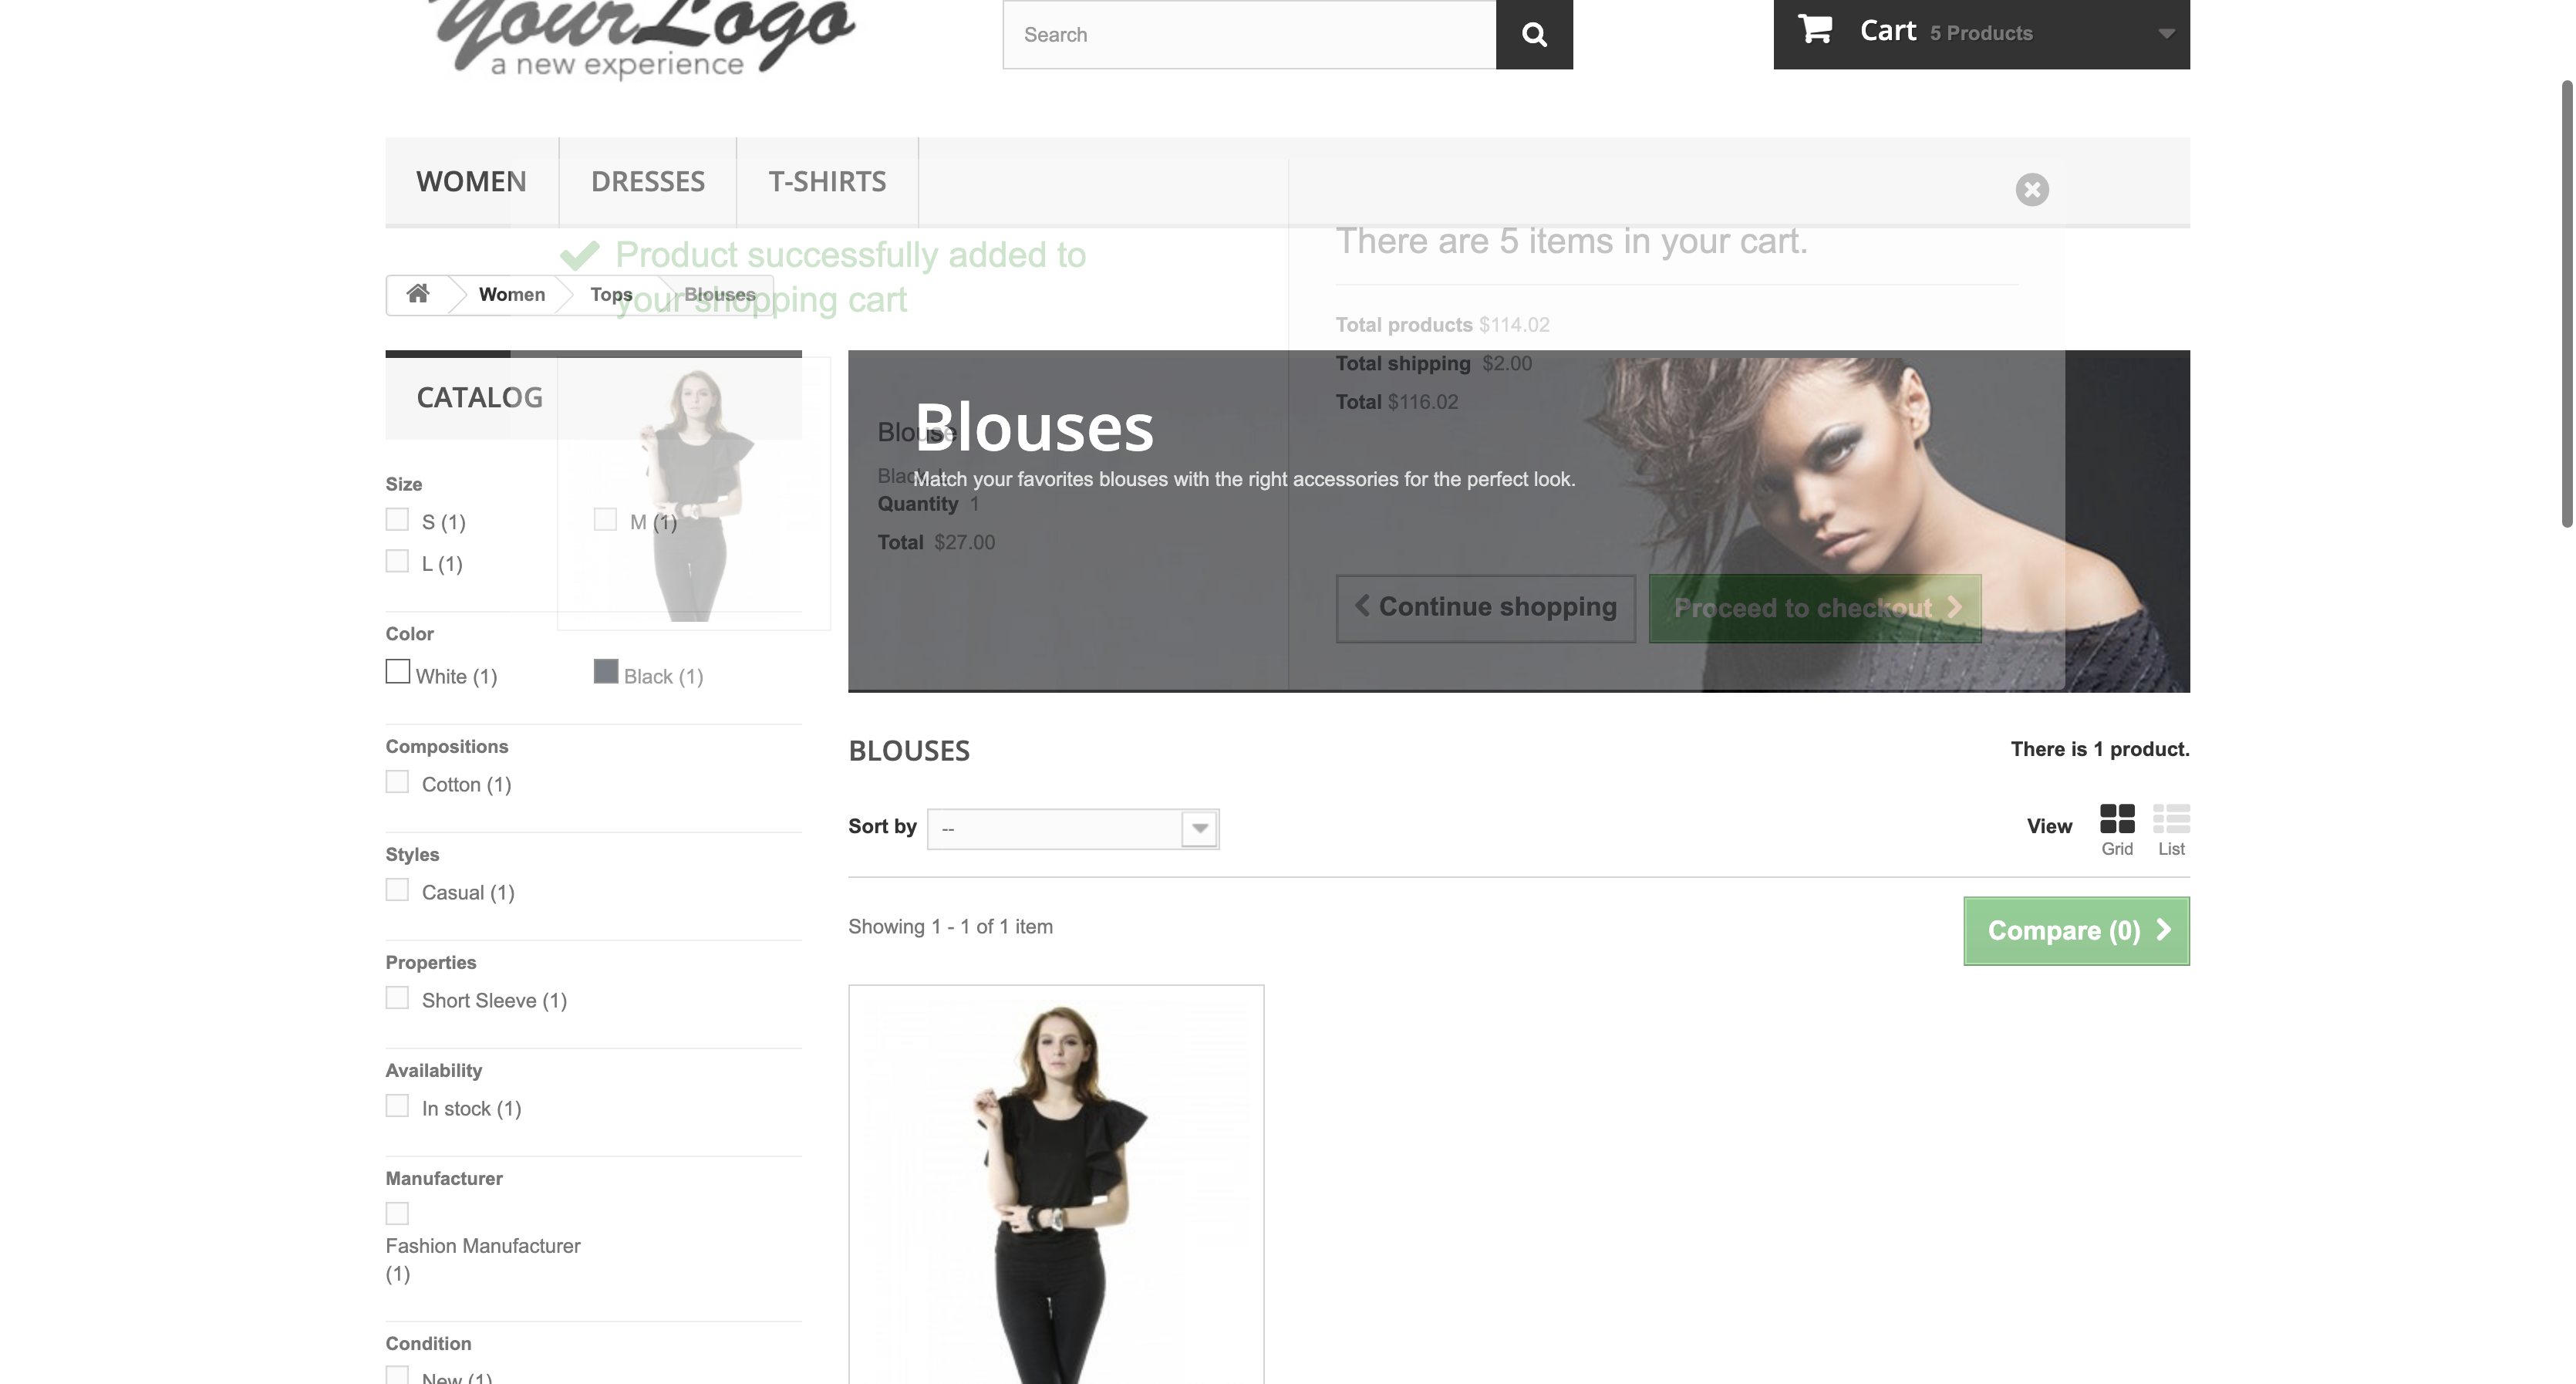 YourLogo
a new experience
Search
Cart 5 Products
WOMEN DRESSES T-SHIRTS
Product successfully added to
your shopping cart
There are 5 items in your cart.
Women Tops Blouses
Total products $114.02
Total shipping $2.00
Total $116.02
CATALOG
Blouses
Match your favorites blouses with the right accessories for the perfect look.
Blouse
Quantity 1
Total $27.00
Continue shopping
Proceed to checkout
Size
S (1)
M (1)
L (1)
Color
White (1)
Black (1)
Compositions
Cotton (1)
Styles
Casual (1)
Properties
Short Sleeve (1)
Availability
In stock (1)
Manufacturer
Fashion Manufacturer
(1)
Condition
New (1)
BLOUSES
There is 1 product.
Sort by --
View
Grid
List
Showing 1 - 1 of 1 item
Compare (0)